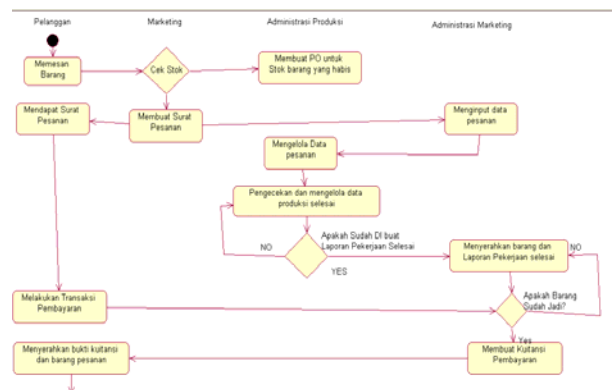 Pelanggan
Marketing
Administrasi Produksi
Administrasi Marketing
Memesan
Barang
Cek Stok
Membuat PO untuk
Stok barang yang habis
Mendapat Surat
Pesanan
Membuat Surat
Pesanan
Menginput data
pesanan
Mengelola Data
pesanan
Pengecekan dan mengelola data
produksi selesai
Apakah Sudah DI buat
Laporan Pekerjaan Selesai
NO
YES
Menyerahkan barang dan
Laporan Pekerjaan selesai
NO
Melakukan Transaksi
Pembayaran
Apakah Barang
Sudah Jadi?
Yes
Menyerahkan bukti kuitansi
dan barang pesanan
Membuat Kuitansi
Pembayaran